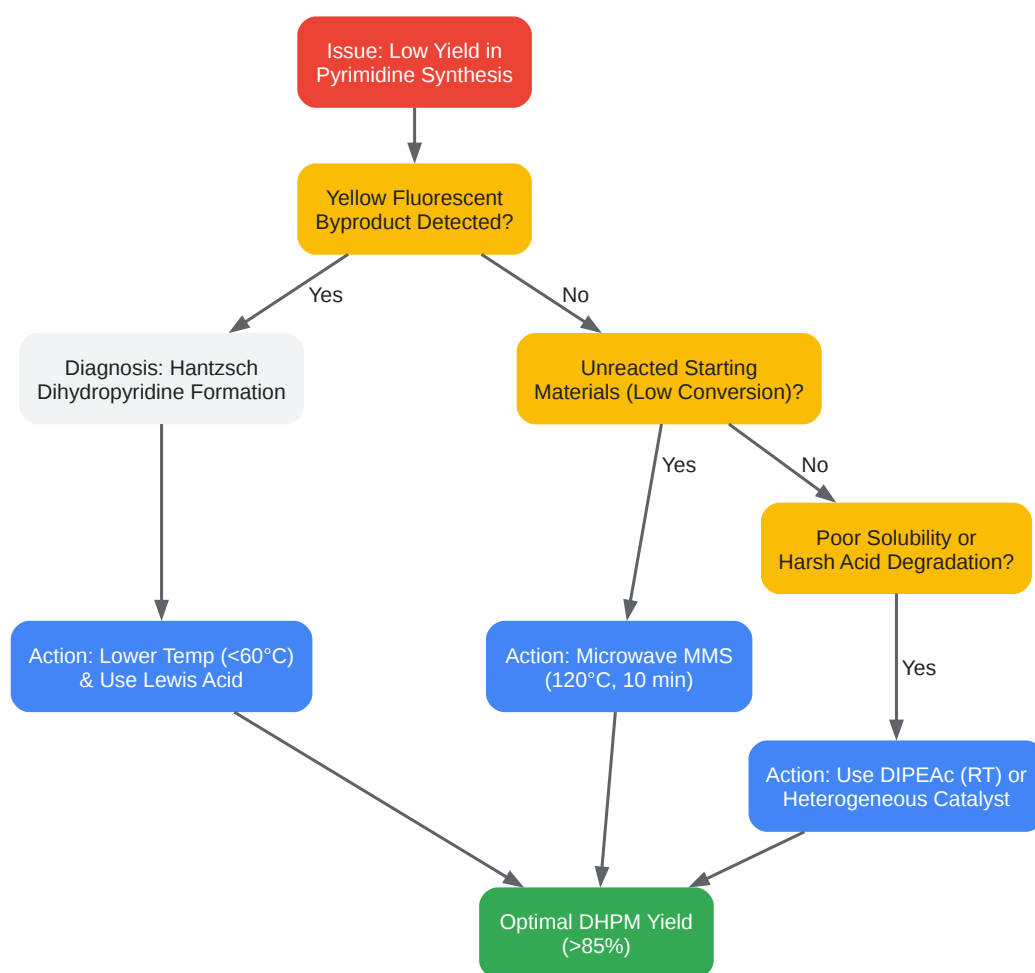 Issue: Low Yield in
Pyrimidine Synthesis
Yellow Fluorescent
Byproduct Detected?
Yes
No
Diagnosis: Hantzsch
Dihydropyridine Formation
Unreacted Starting
Materials (Low Conversion)?
Yes
No
Poor Solubility or
Harsh Acid Degradation?
Action: Lower Temp (<60°C)
& Use Lewis Acid
Action: Microwave MMS
(120°C, 10 min)
Yes
Action: Use DIPEAc (RT) or
Heterogeneous Catalyst
Optimal DHPM Yield
(>85%)